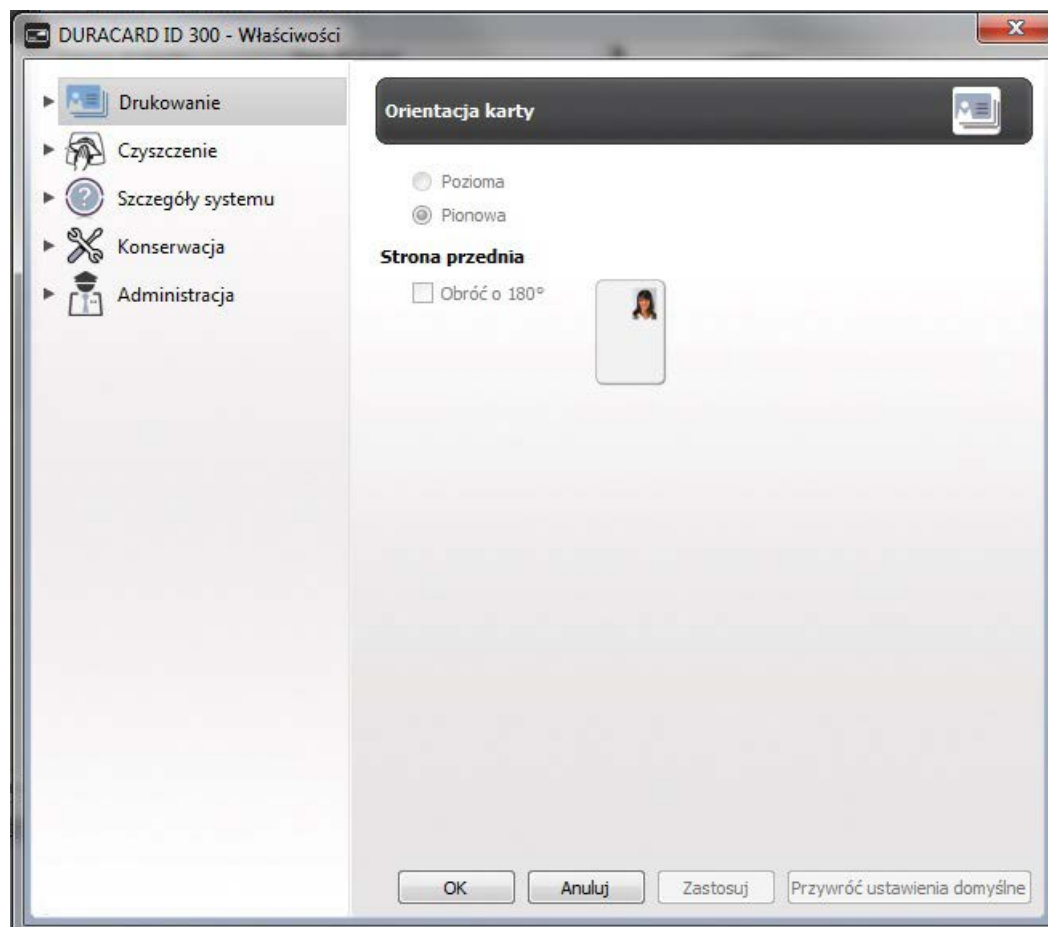 DURACARD ID 300 - Właściwości
Drukowanie
Czyszczenie
Szczegóły systemu
Konserwacja
Administracja
Orientacja karty
Pozioma
Pionowa
Strona przednia
Obróć o 180°
OK
Anuluj
Zastosuj
Przywróć ustawienia domyślne